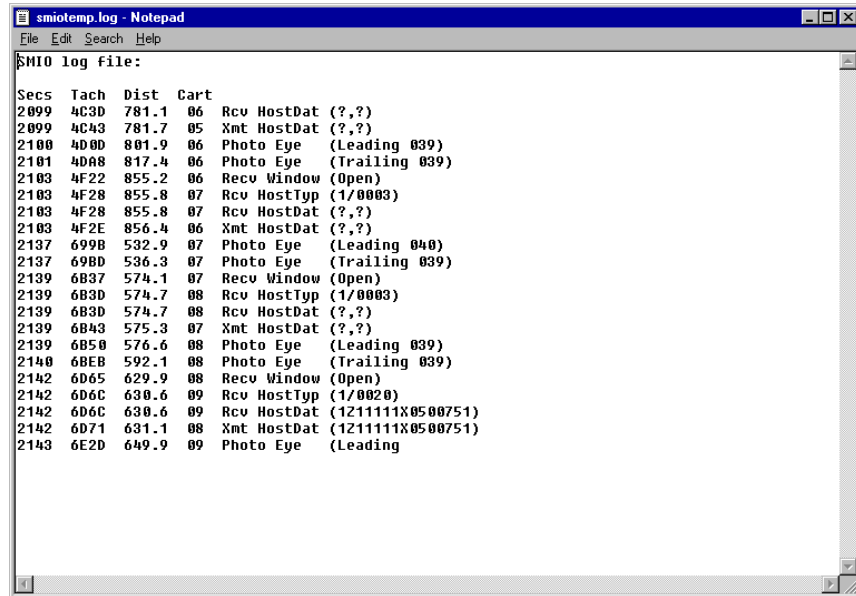 smiotemp.log - Notepad
File Edit Search Help
SMIO log file:
Secs Tach Dist Cart
2099 4C3D 781.1 06 Rcv HostDat (?,?)
2099 4C43 781.7 05 Xmt HostDat (?,?)
2100 4D0D 801.9 06 Photo Eye (Leading 039)
2101 4DA8 817.4 06 Photo Eye (Trailing 039)
2103 4F22 855.2 06 Recv Window (Open)
2103 4F28 855.8 07 Rcv HostTyp (1/0003)
2103 4F28 855.8 07 Rcv HostDat (?,?)
2103 4F2E 856.4 06 Xmt HostDat (?,?)
2137 699B 532.9 07 Photo Eye (Leading 040)
2137 69BD 536.3 07 Photo Eye (Trailing 039)
2139 6B37 574.1 07 Recv Window (Open)
2139 6B3D 574.7 08 Rcv HostTyp (1/0003)
2139 6B3D 574.7 08 Rcv HostDat (?,?)
2139 6B43 575.3 07 Xmt HostDat (?,?)
2139 6B50 576.6 08 Photo Eye (Leading 039)
2140 6BEB 592.1 08 Photo Eye (Trailing 039)
2142 6D65 629.9 08 Recv Window (Open)
2142 6D6C 630.6 09 Rcv HostTyp (1/0020)
2142 6D6C 630.6 09 Rcv HostDat (1Z11111X0500751)
2142 6D71 631.1 08 Xmt HostDat (1Z11111X0500751)
2143 6E2D 649.9 09 Photo Eye (Leading